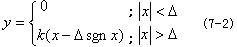 y = { 0 ; |x| < Δ
k(x − Δ sgn x) ; |x| > Δ (7-2)